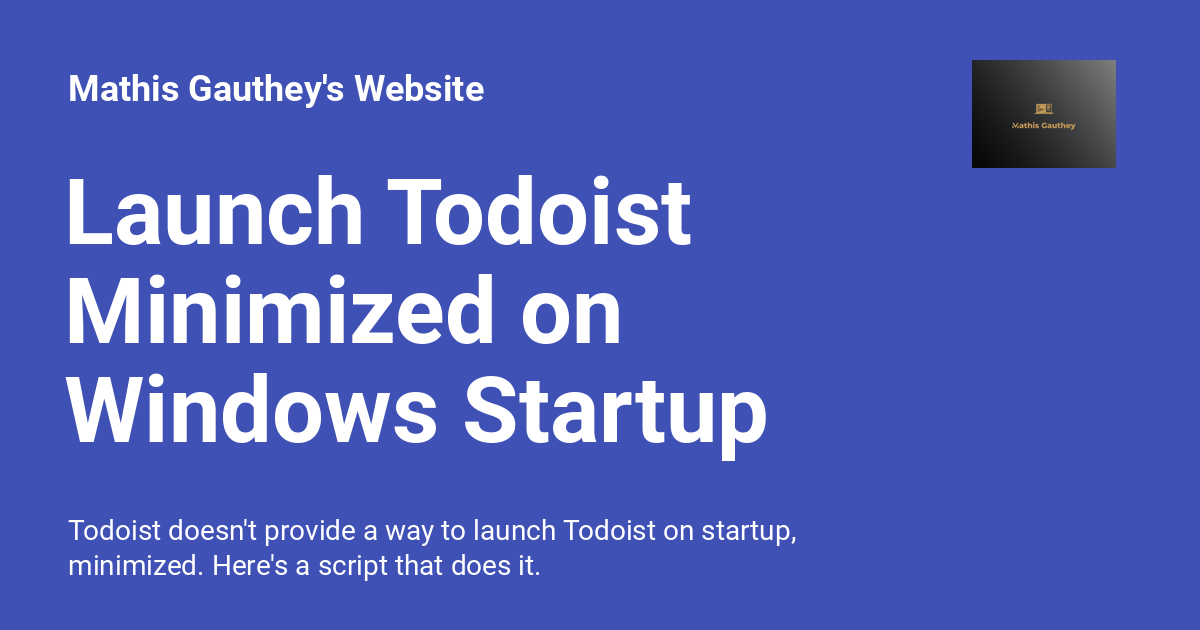 Mathis Gauthey's Website
Mathis Gauthey
Launch Todoist
Minimized on
Windows Startup
Todoist doesn't provide a way to launch Todoist on startup,
minimized. Here's a script that does it.